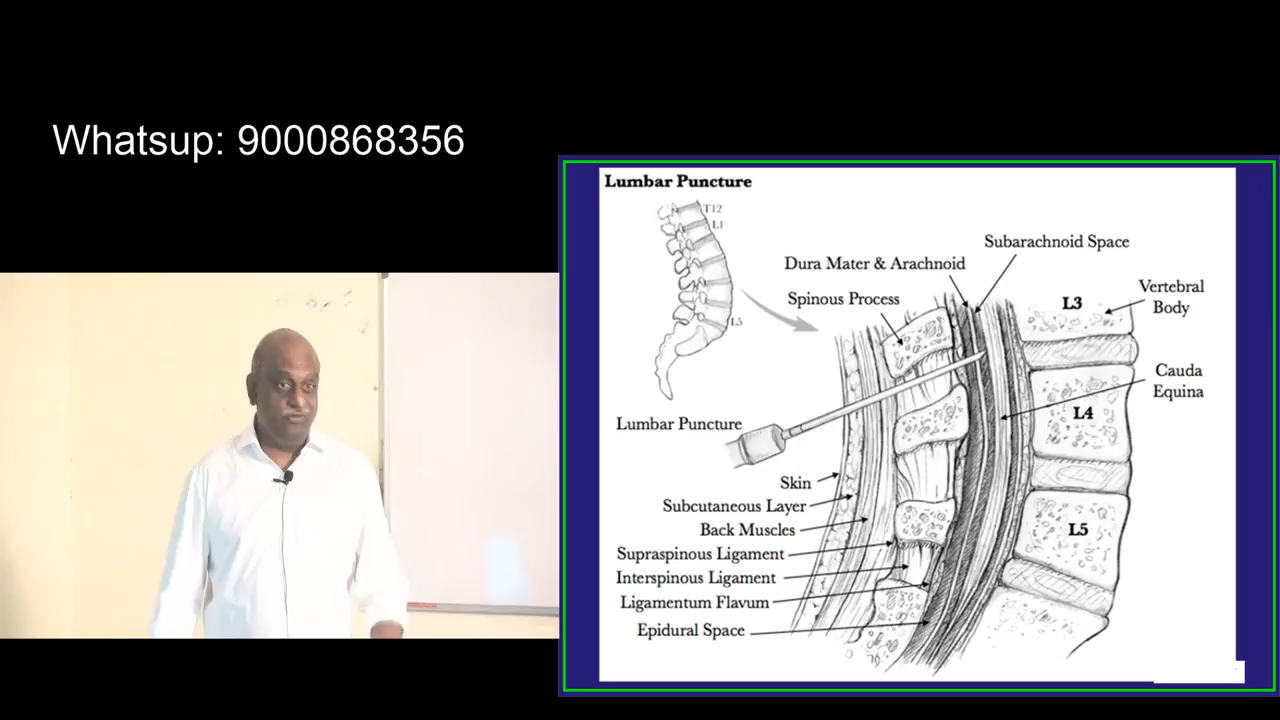 Whatsup: 9000868356
Lumbar Puncture
T12
L1
L5
Subarachnoid Space
Dura Mater & Arachnoid
Spinous Process
Vertebral
Body
L3
Cauda
Equina
L4
Lumbar Puncture
Skin
Subcutaneous Layer
Back Muscles
L5
Supraspinous Ligament
Interspinous Ligament
Ligamentum Flavum
Epidural Space